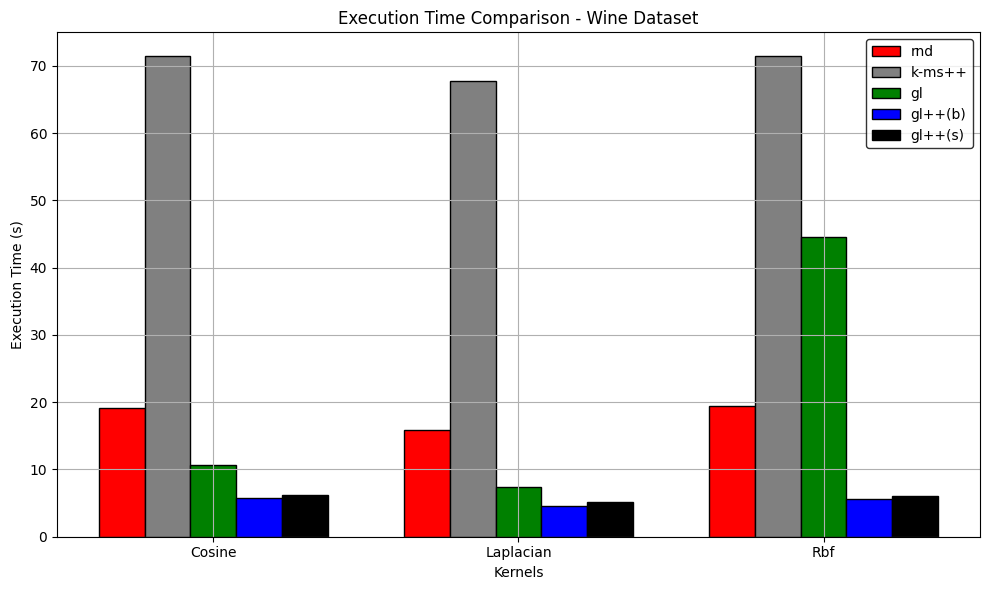 Execution Time Comparison - Wine Dataset
rnd
k-ms++
gl
gl++(b)
gl++(s)
Execution Time (s)
70
60
50
40
30
20
10
0
Cosine Laplacian Rbf
Kernels